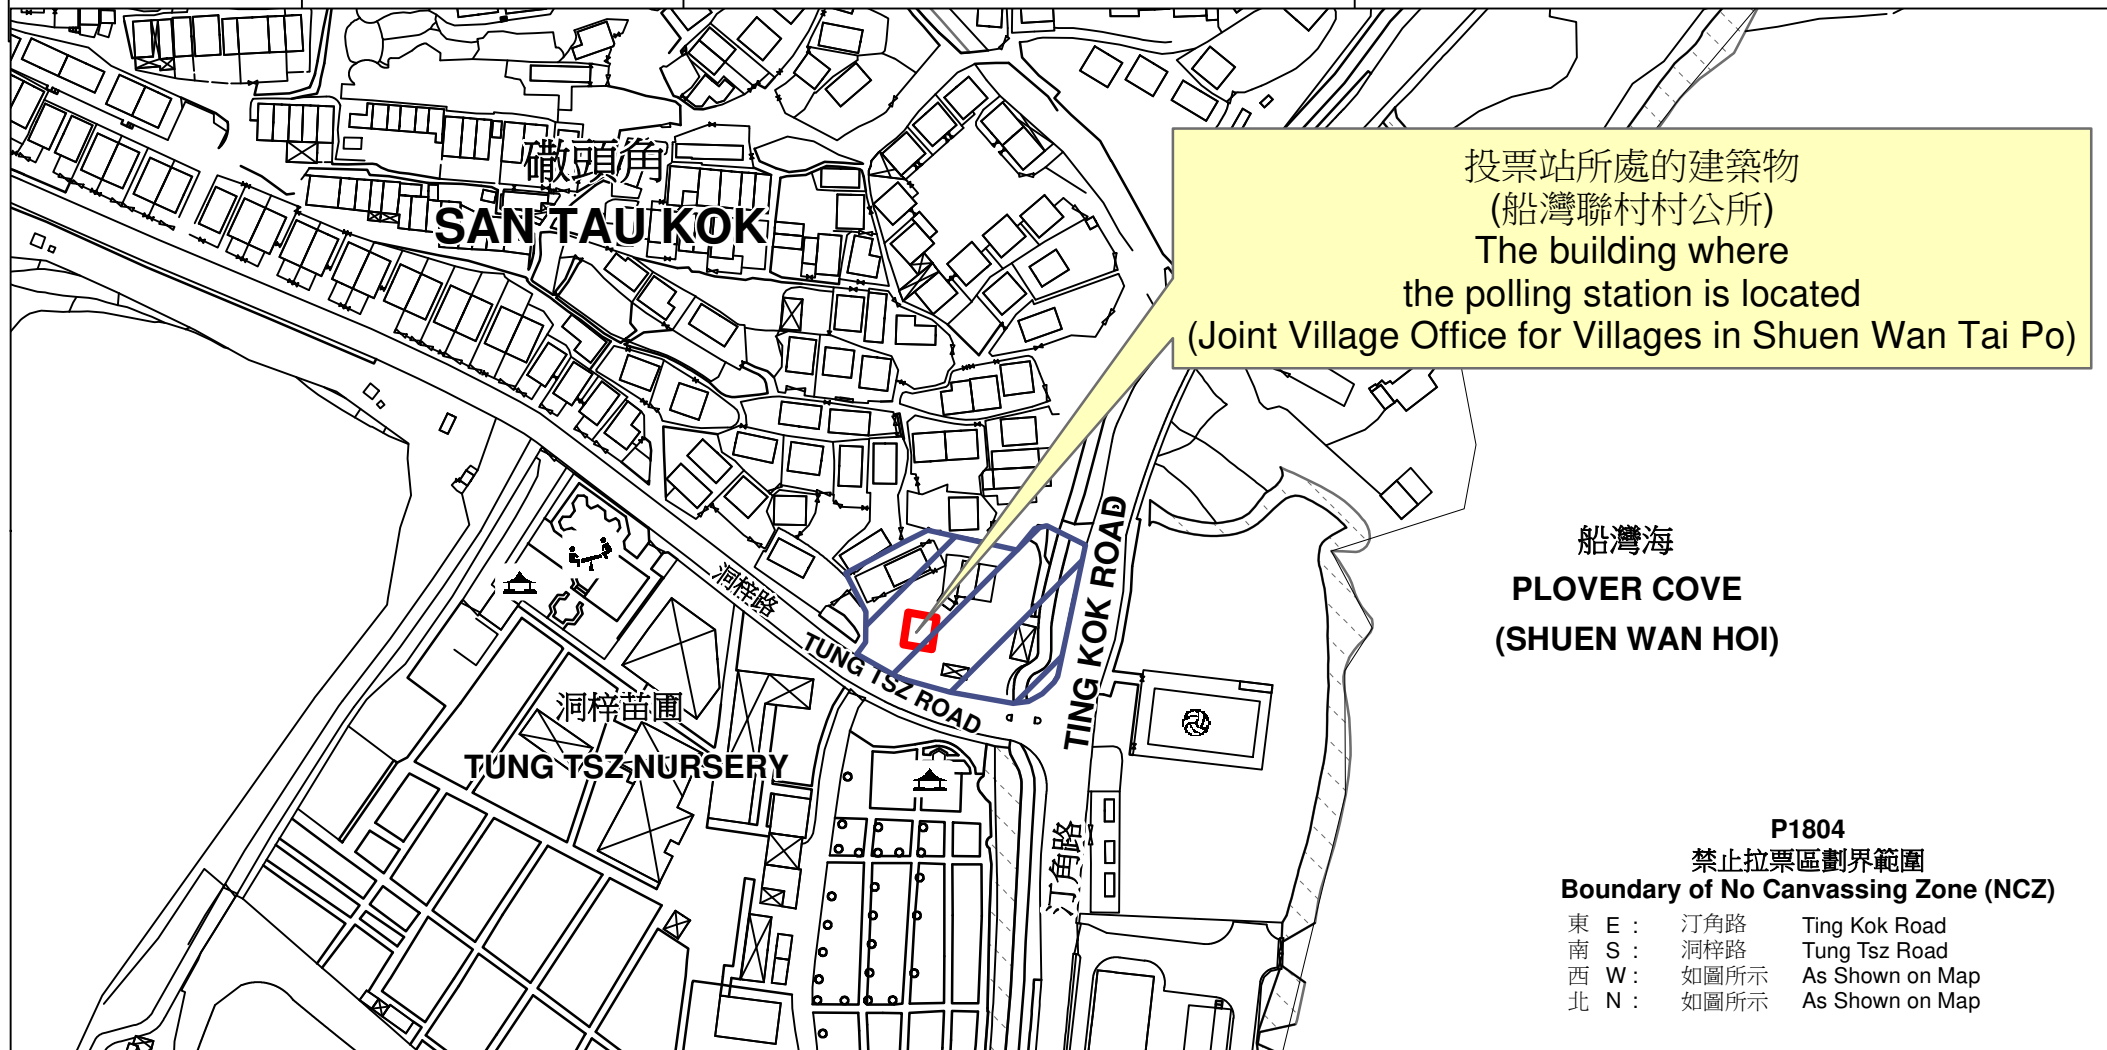 磡頭角
SAN TAU KOK
投票站所處的建築物
(船灣聯村村公所)
The building where
the polling station is located
(Joint Village Office for Villages in Shuen Wan Tai Po)
船灣海
PLOVER COVE
(SHUEN WAN HOI)
TING KOK ROAD
洞梓路
TUNG TSZ ROAD
洞梓苗圃
TUNG TSZ NURSERY
汀角路
P1804
禁止拉票區劃界範圍
Boundary of No Canvassing Zone (NCZ)
東 E : 汀角路 Ting Kok Road
南 S : 洞梓路 Tung Tsz Road
西 W : 如圖所示 As Shown on Map
北 N : 如圖所示 As Shown on Map